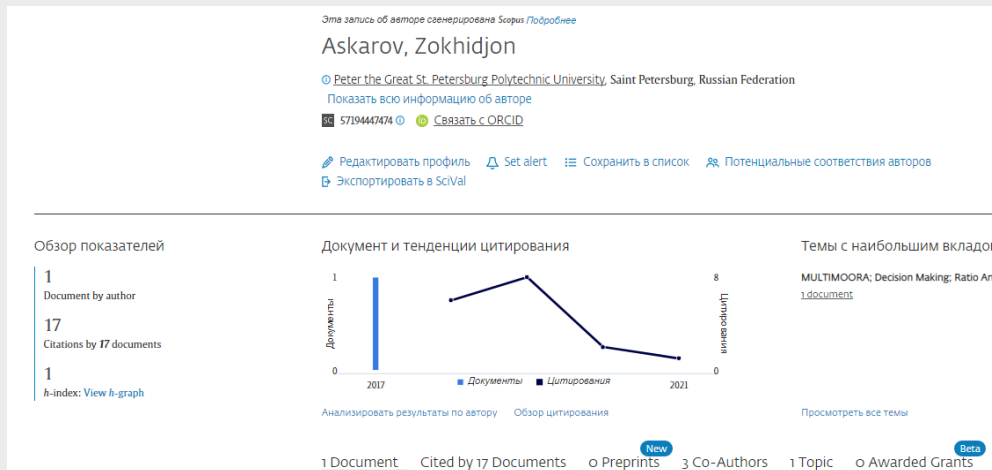 Эта запись об авторе сгенерирована Scopus Подробнее
Askarov, Zokhidjon
Peter the Great St. Petersburg Polytechnic University, Saint Petersburg, Russian Federation
Показать всю информацию об авторе
SC 57194447474 iD Связать с ORCID
Редактировать профиль Set alert Сохранить в список Потенциальные соответствия авторов
Экспортировать в SciVal
Обзор показателей
1
Document by author
17
Citations by 17 documents
1
h-index: View h-graph
Документ и тенденции цитирования
1
8
Документы
Цитирования
0
0
2017
2021
Документы Цитирования
Анализировать результаты по автору Обзор цитирования
Темы с наибольшим вкладо
MULTIMOORA; Decision Making; Ratio An
1 document
Просмотреть все темы
New
Beta
1 Document Cited by 17 Documents 0 Preprints 3 Co-Authors 1 Topic 0 Awarded Grants